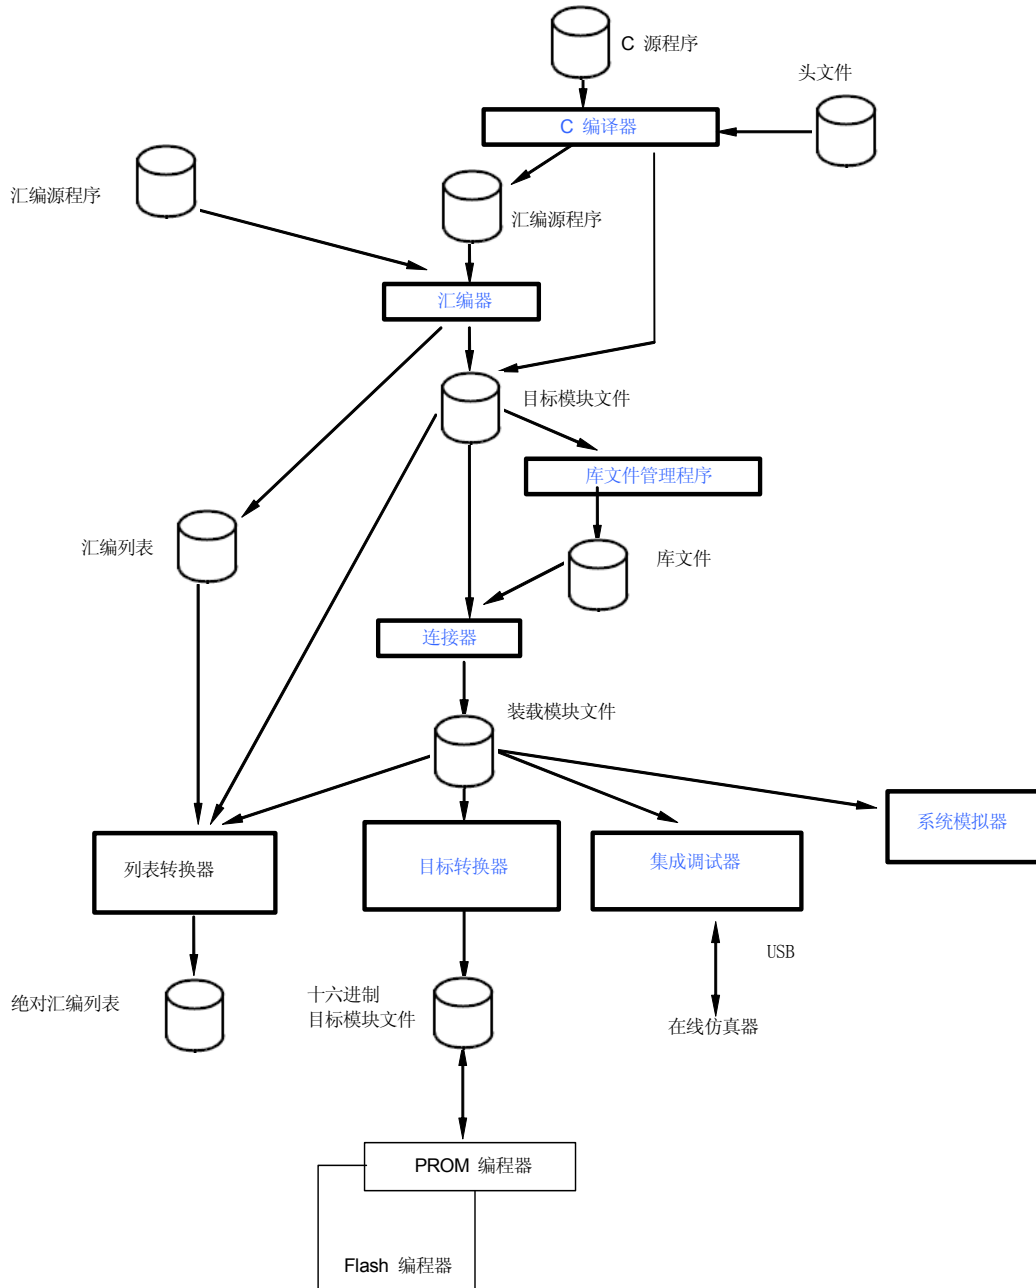 C 源程序
头文件
C 编译器
汇编源程序
汇编源程序
汇编器
目标模块文件
库文件管理程序
汇编列表
库文件
连接器
装载模块文件
系统模拟器
列表转换器
目标转换器
集成调试器
USB
绝对汇编列表
十六进制
目标模块文件
在线仿真器
PROM 编程器
Flash 编程器